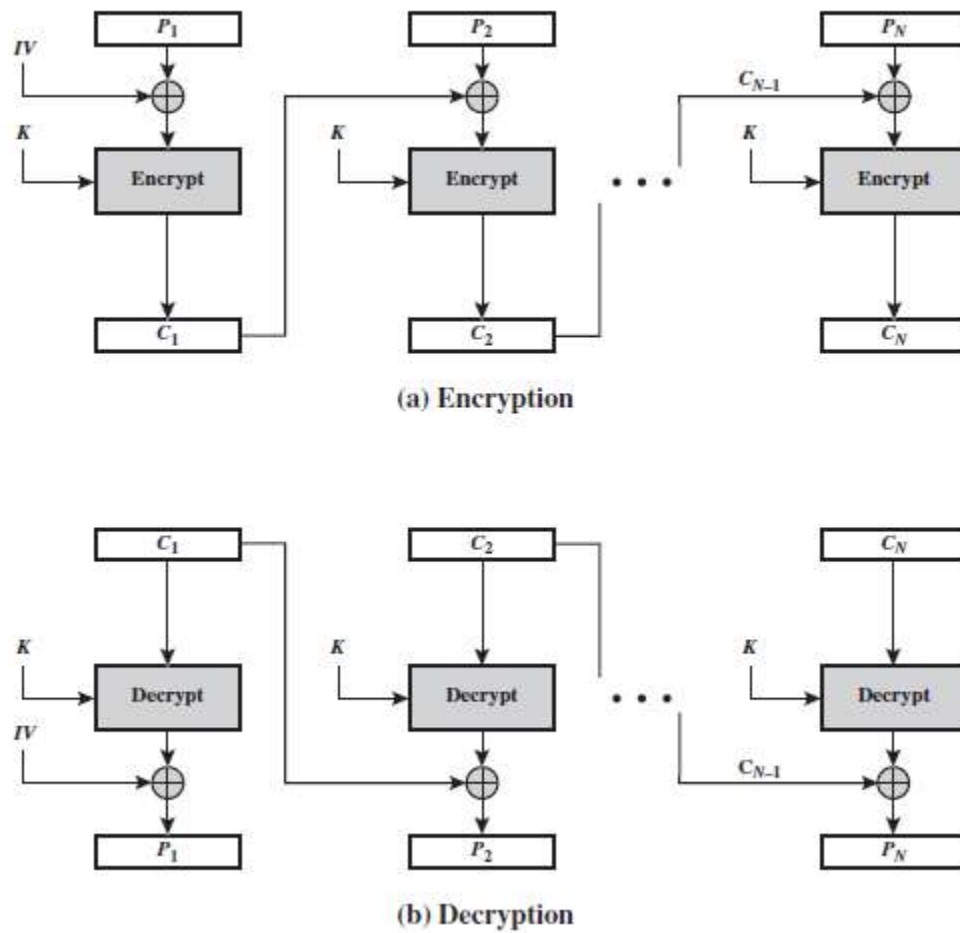 P1 P2 PN
IV
CN–1
K K K
Encrypt Encrypt Encrypt
C1 C2 CN
(a) Encryption
C1 C2 CN
K K K
Decrypt Decrypt Decrypt
IV
CN–1
P1 P2 PN
(b) Decryption